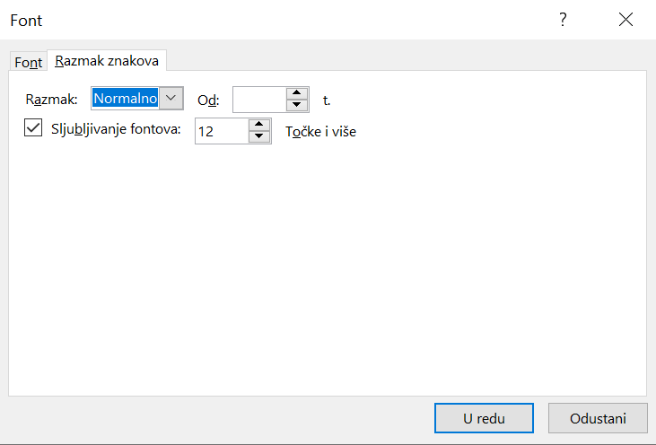 Font ?
Font Razmak znakova
Razmak: Normalno Od: t.
Sljubljivanje fontova: 12 Točke i više
U redu Odustani